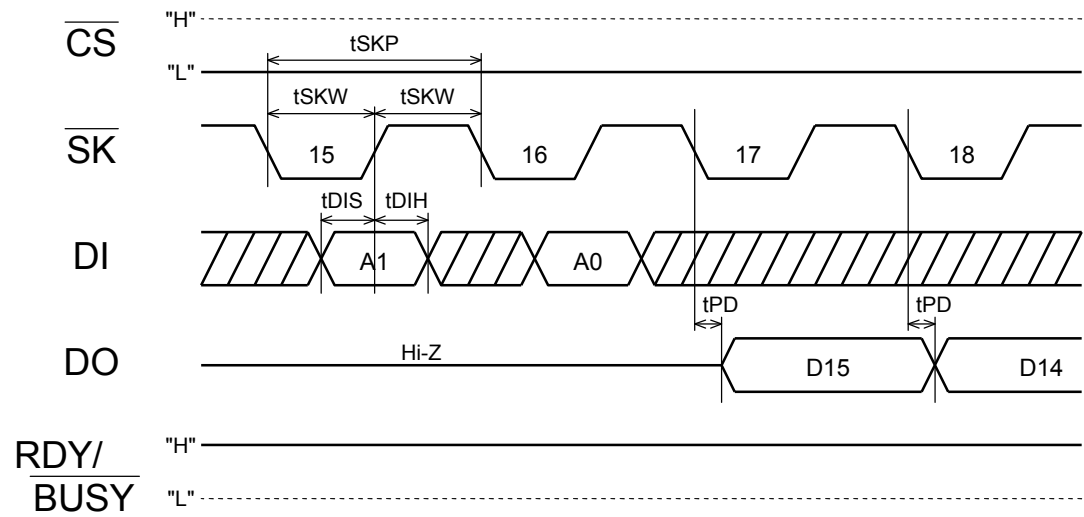 CS
"H"
tSKP
"L"
tSKW tSKW
SK
15 16 17 18
tDIS tDIH
DI
A1 A0
tPD tPD
DO
Hi-Z
D15 D14
RDY/
BUSY
"H"
"L"